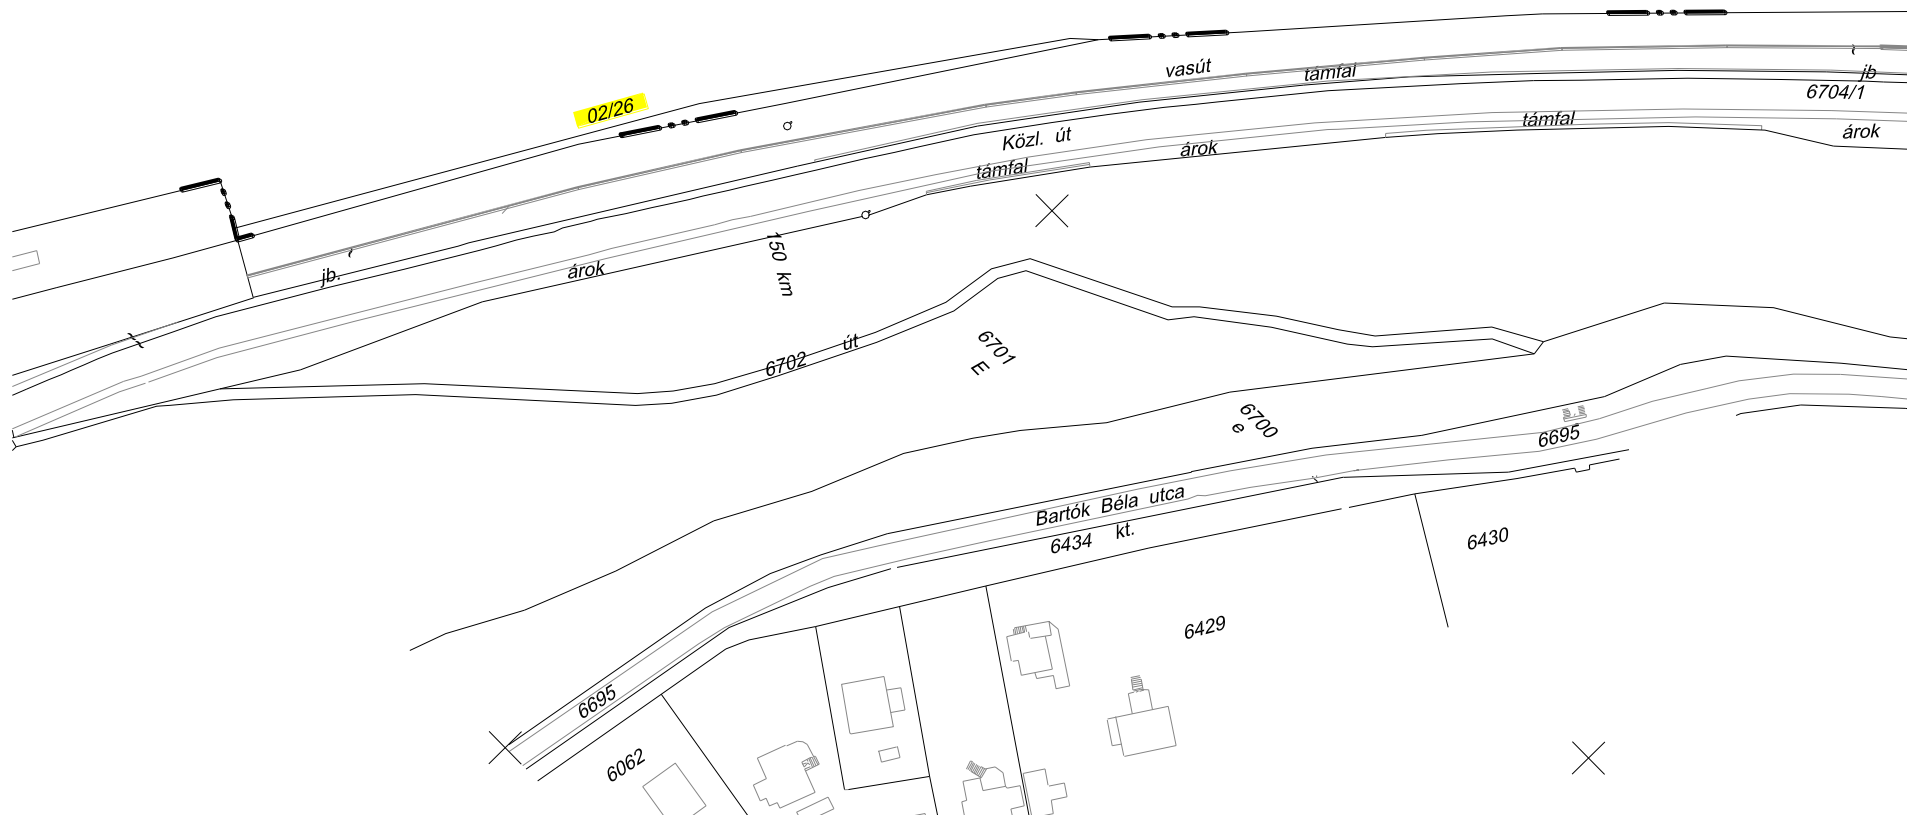 vasút
támfal
jb
6704/1
02/26
támfal
árok
Közl. út
árok
támfal
jb.
árok
150 km
6702 út
6701
E
6700
e
6695
Bartók Béla utca
6434 kt.
6430
6429
6695
6062